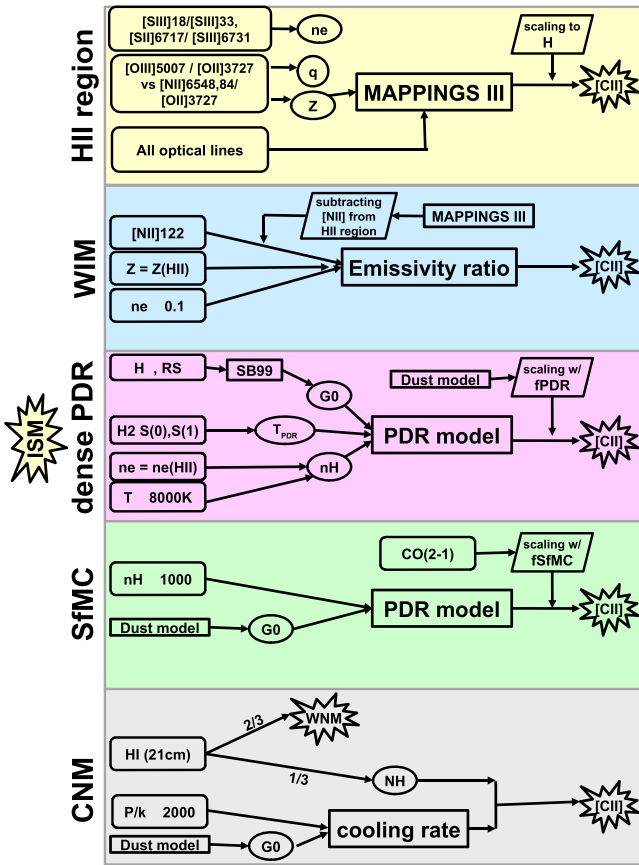 ISM
HII region
[SIII]18/[SIII]33,
[SII]6717/ [SIII]6731
ne
[OIII]5007 / [OII]3727
vs [NII]6548,84/
[OII]3727
q
Z
All optical lines
MAPPINGS III
scaling to
H
[CII]
WIM
[NII]122
Z = Z(HII)
ne 0.1
subtracting
[NII] from
HII region
MAPPINGS III
Emissivity ratio
[CII]
dense PDR
H , RS
SB99
G0
H2 S(0),S(1)
TPDR
ne = ne(HII)
T 8000K
nH
Dust model
scaling w/
fPDR
PDR model
[CII]
SfMC
nH 1000
Dust model
G0
CO(2-1)
scaling w/
fSfMC
PDR model
[CII]
CNM
HI (21cm)
2/3
WNM
1/3
NH
P/k 2000
Dust model
G0
cooling rate
[CII]